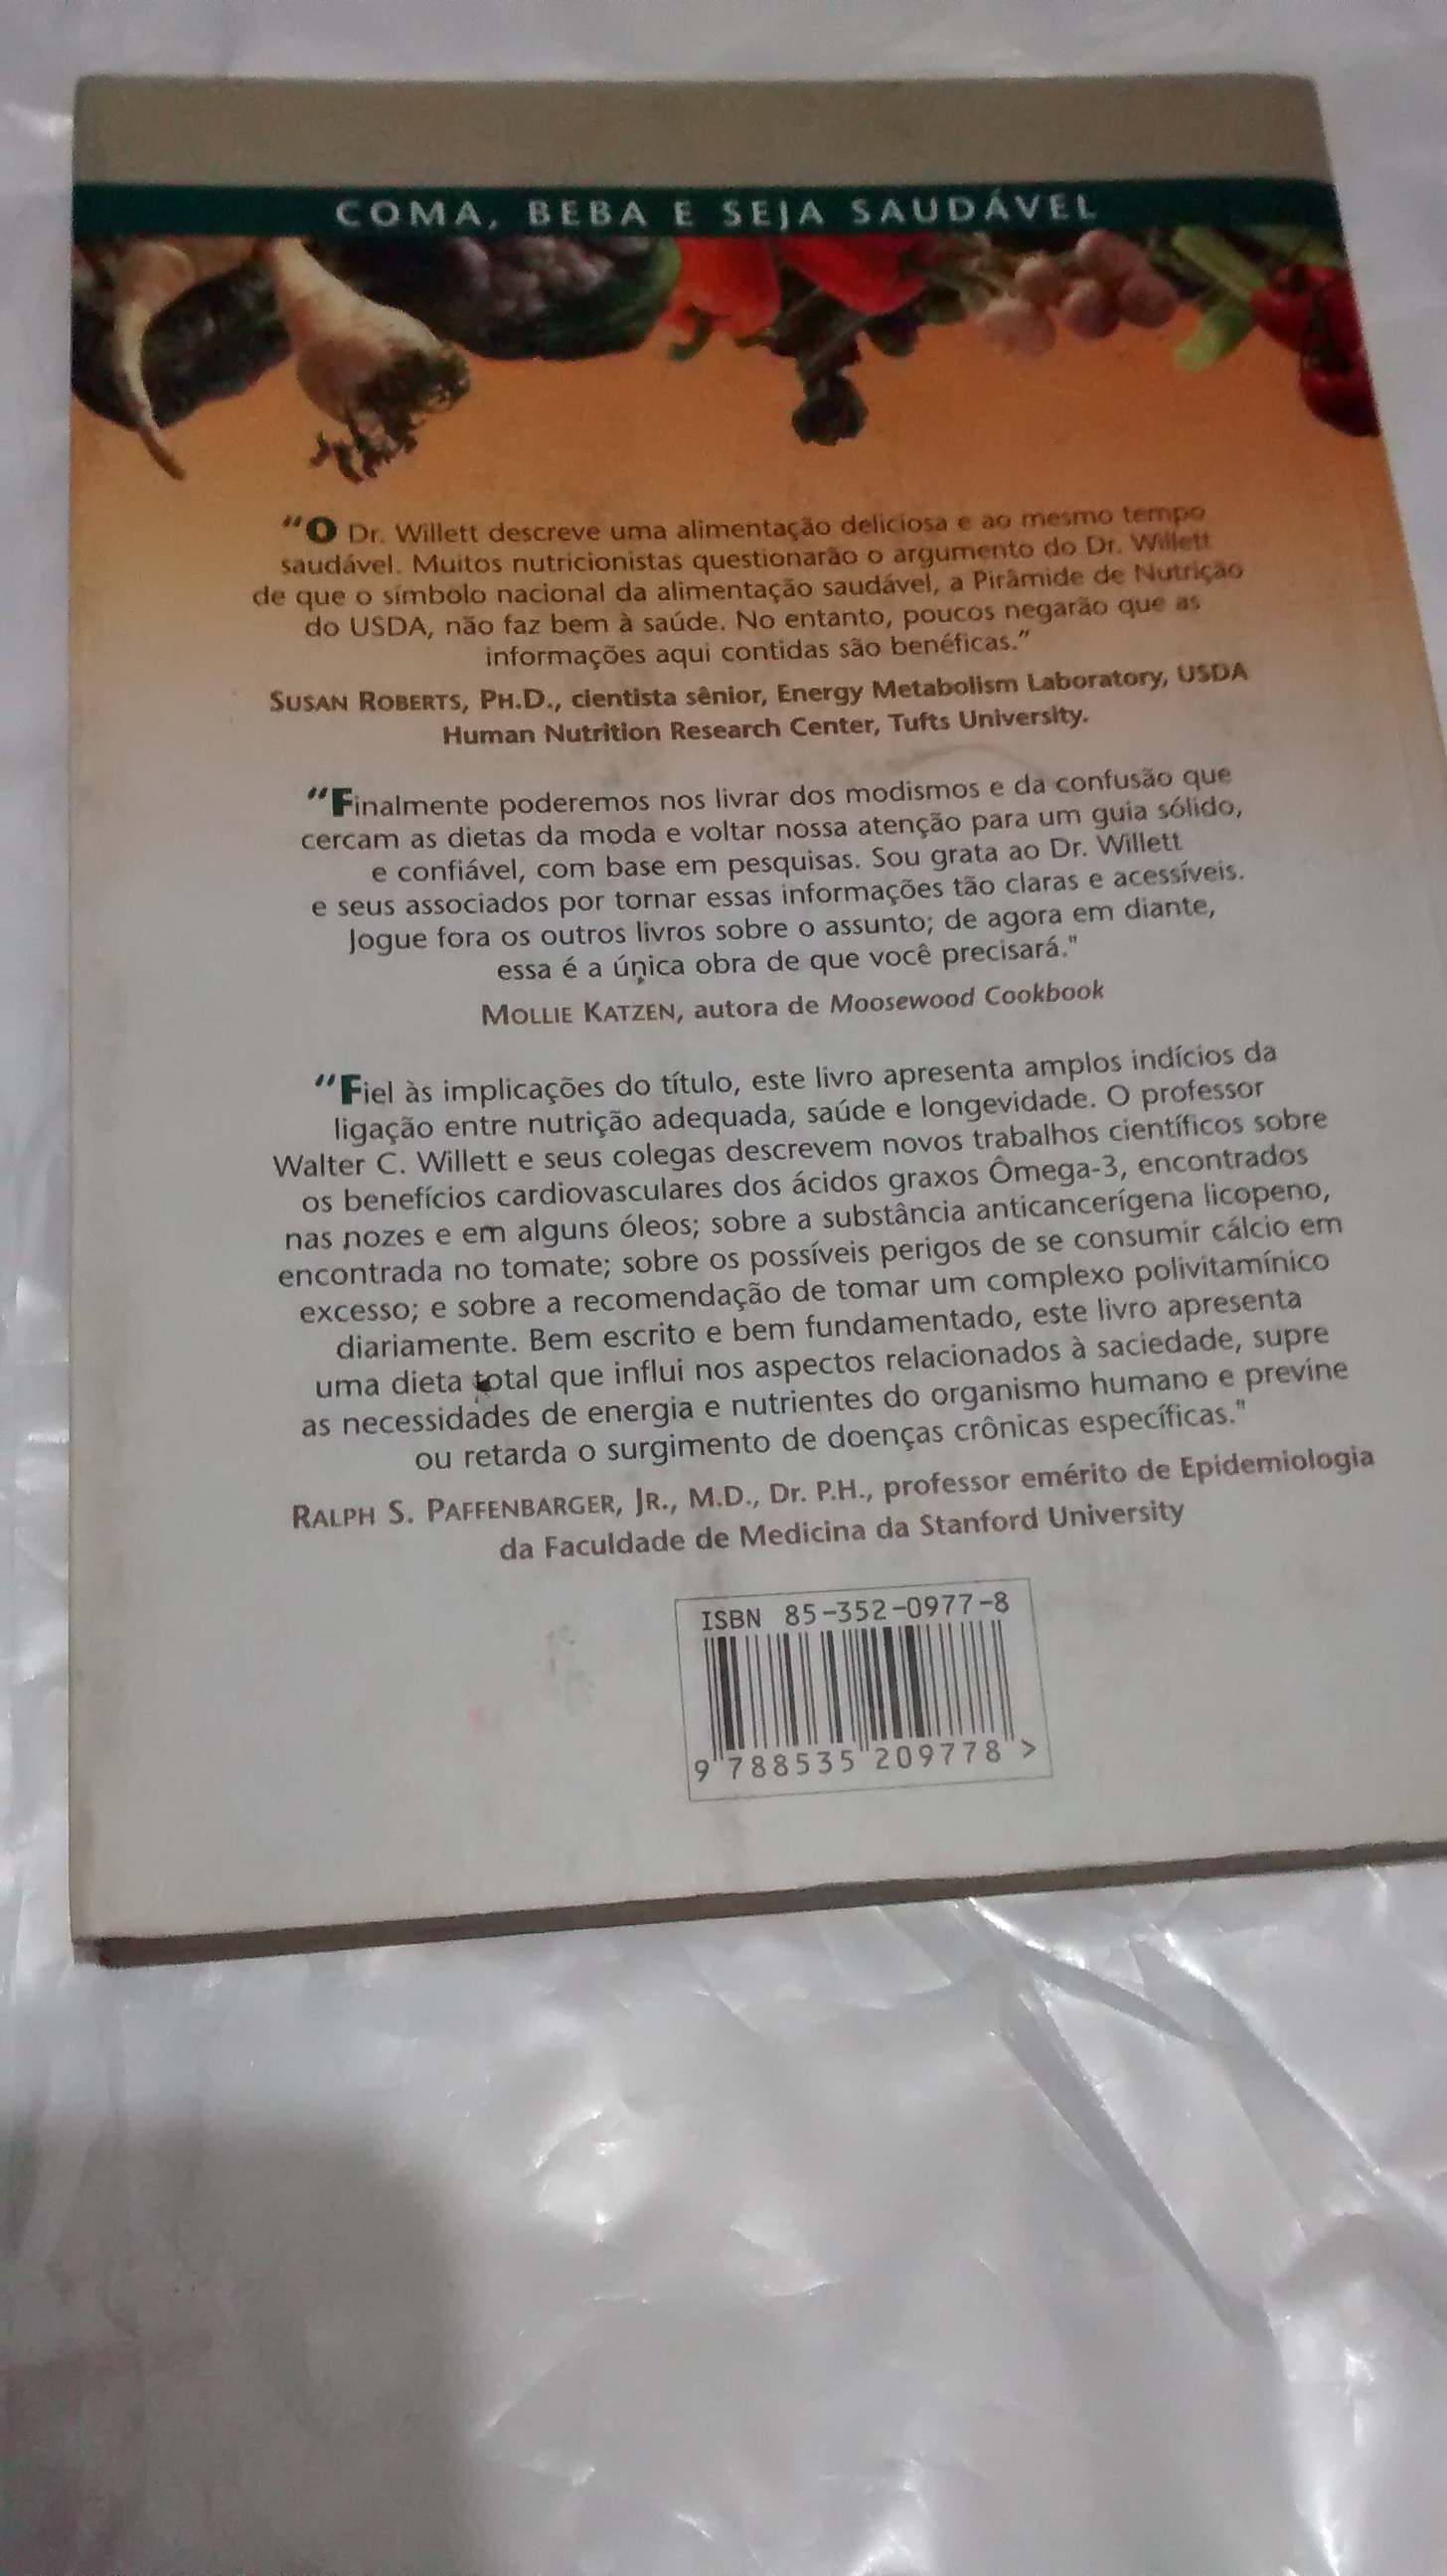 COMA, BEBA E SEJA SAUDÁVEL
"O Dr. Willett descreve uma alimentação deliciosa e ao mesmo tempo
saudável. Muitos nutricionistas questionarão o argumento do Dr. Willett
de que o símbolo nacional da alimentação saudável, a Pirâmide de Nutrição
do USDA, não faz bem à saúde. No entanto, poucos negarão que as
informações aqui contidas são benéficas."
SUSAN ROBERTS, PH.D., cientista sênior, Energy Metabolism Laboratory, USDA
Human Nutrition Research Center, Tufts University.
"Finalmente poderemos nos livrar dos modismos e da confusão que
cercam as dietas da moda e voltar nossa atenção para um guia sólido,
e confiável, com base em pesquisas. Sou grata ao Dr. Willett
e seus associados por tornar essas informações tão claras e acessíveis.
Jogue fora os outros livros sobre o assunto; de agora em diante,
essa é a única obra de que você precisará."
MOLLIE KATZEN, autora de Moosewood Cookbook
"Fiel às implicações do título, este livro apresenta amplos indícios da
ligação entre nutrição adequada, saúde e longevidade. O professor
Walter C. Willett e seus colegas descrevem novos trabalhos científicos sobre
os benefícios cardiovasculares dos ácidos graxos Ômega-3, encontrados
nas nozes e em alguns óleos; sobre a substância anticancerígena licopeno,
encontrada no tomate; sobre os possíveis perigos de se consumir cálcio em
excesso; e sobre a recomendação de tomar um complexo polivitamínico
diariamente. Bem escrito e bem fundamentado, este livro apresenta
uma dieta total que influi nos aspectos relacionados à saciedade, supre
as necessidades de energia e nutrientes do organismo humano e previne
ou retarda o surgimento de doenças crônicas específicas."
RALPH S. PAFFENBARGER, JR., M.D., Dr. P.H., professor emérito de Epidemiologia
da Faculdade de Medicina da Stanford University
ISBN 85-352-0977-8
9 788535 209778 >